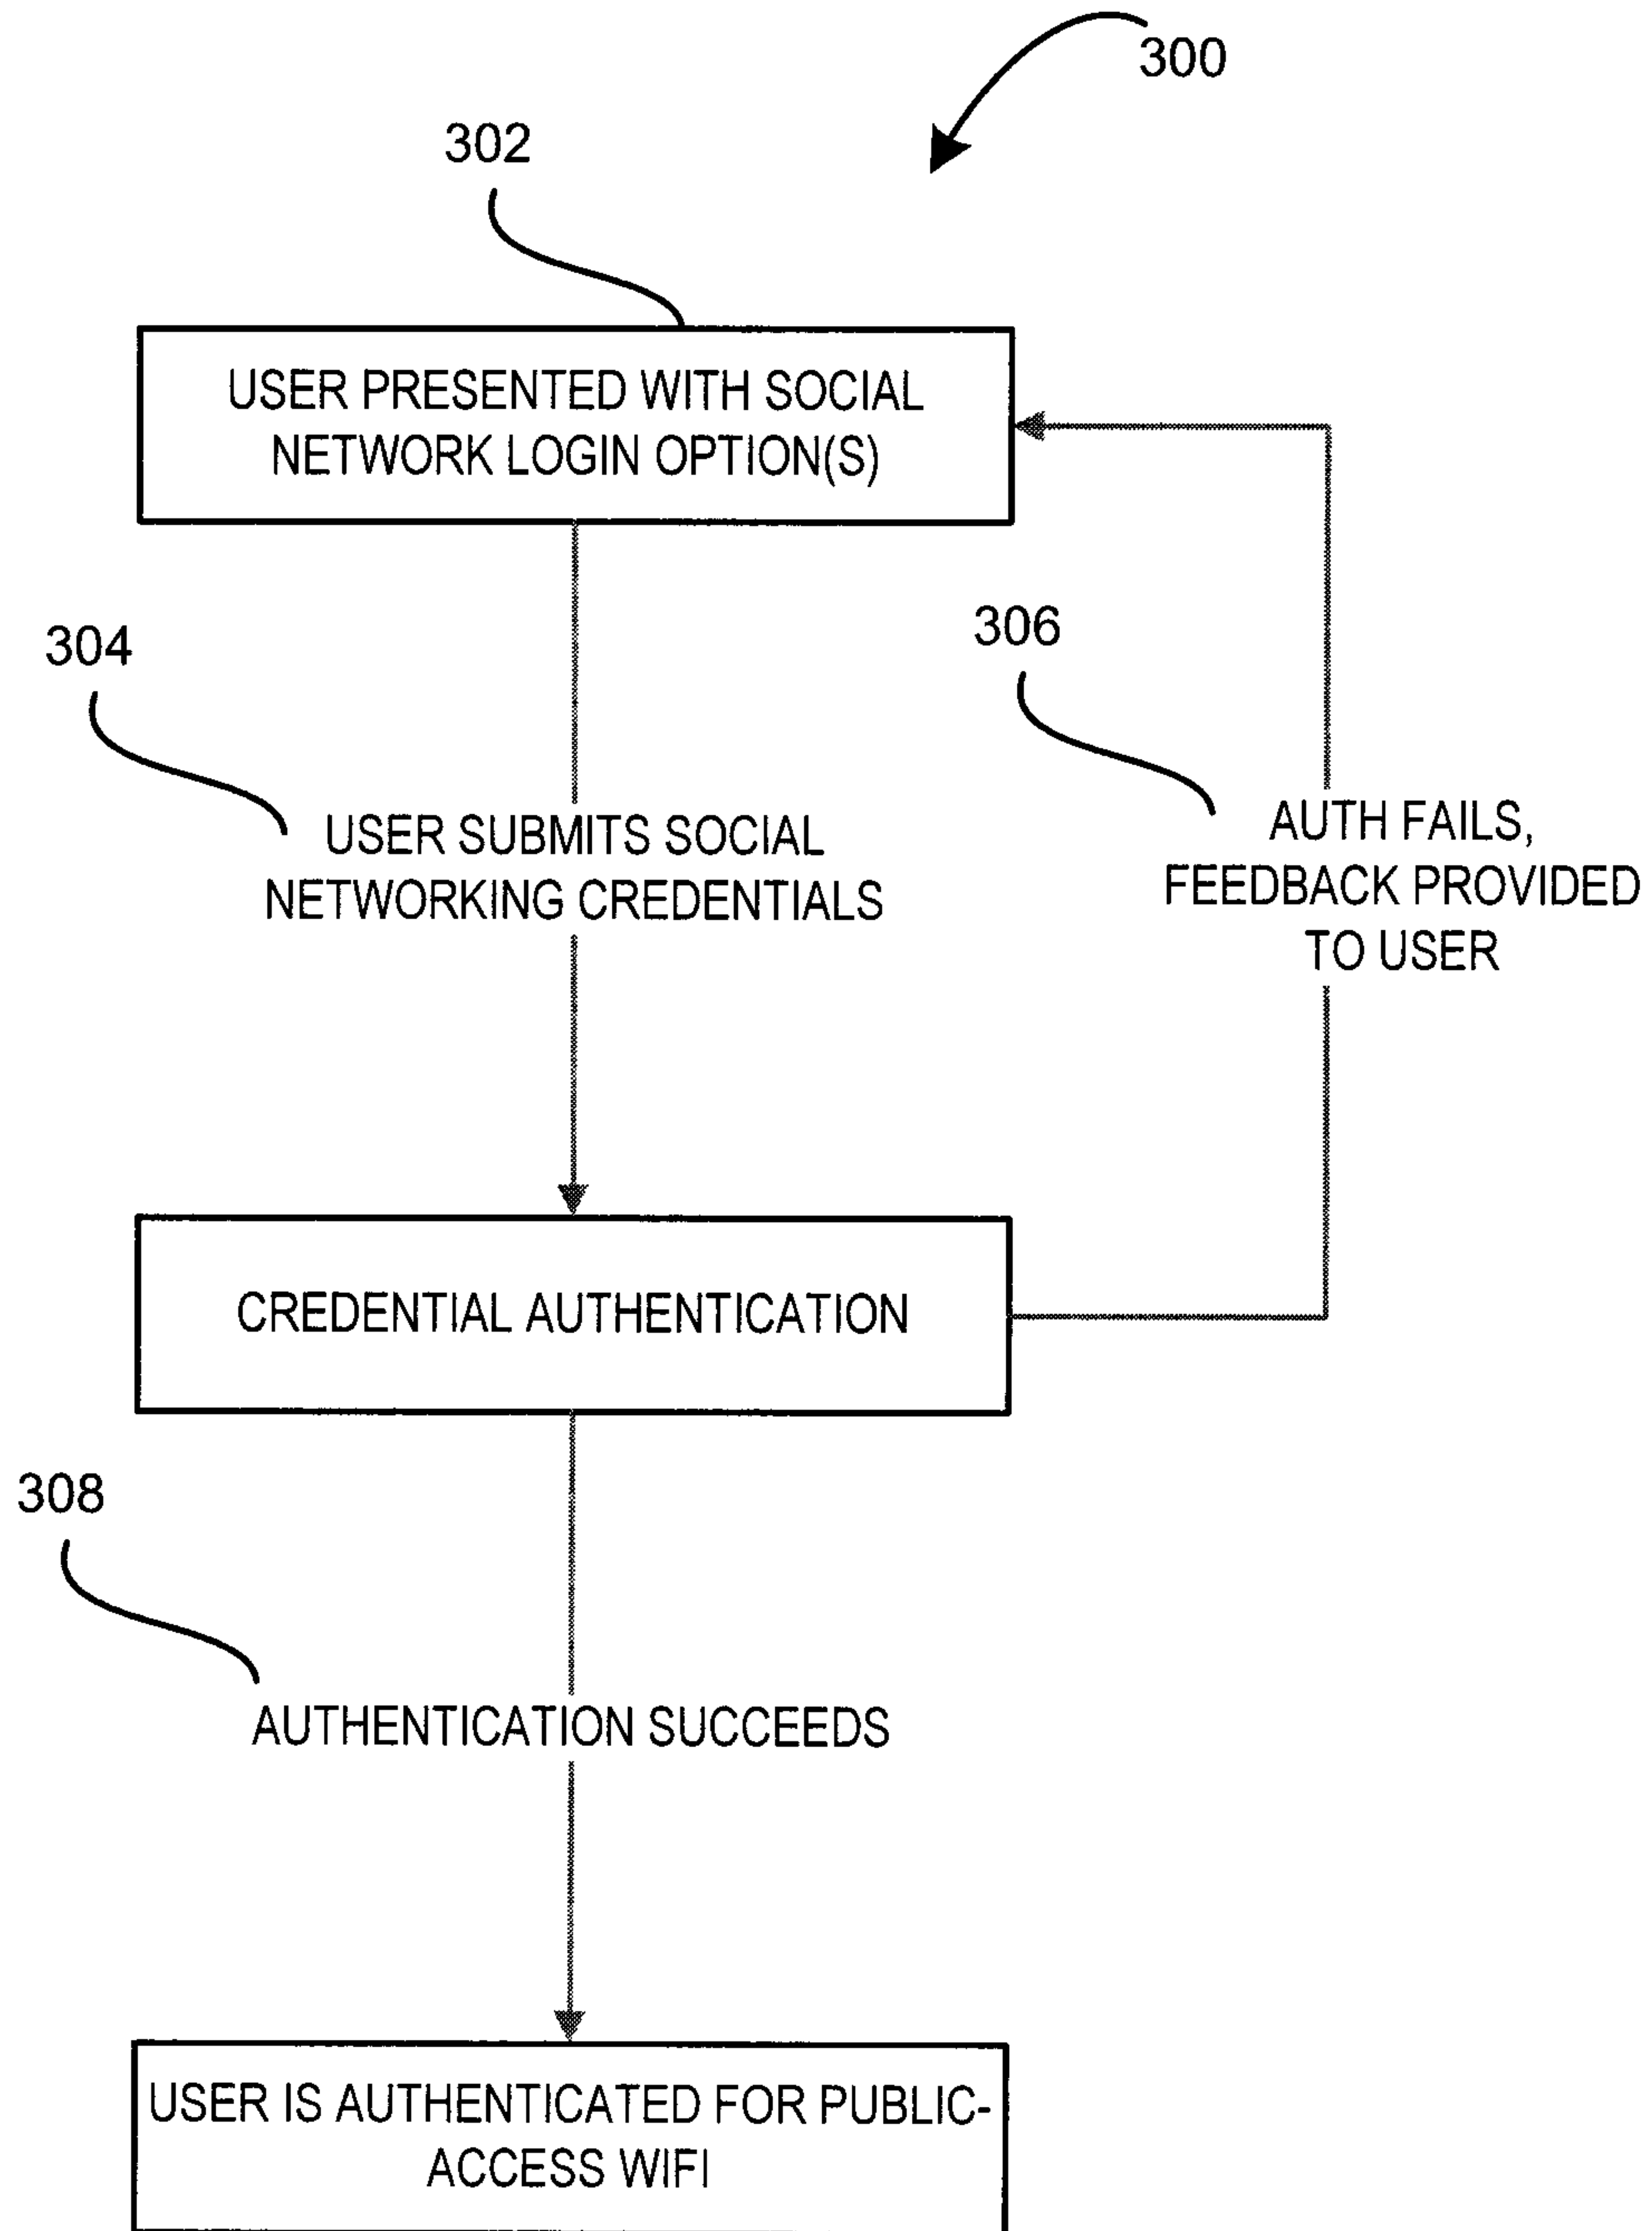 300
302
USER PRESENTED WITH SOCIAL
NETWORK LOGIN OPTION(S)
304
306
USER SUBMITS SOCIAL
NETWORKING CREDENTIALS
AUTH FAILS,
FEEDBACK PROVIDED
TO USER
CREDENTIAL AUTHENTICATION
308
AUTHENTICATION SUCCEEDS
USER IS AUTHENTICATED FOR PUBLIC-
ACCESS WIFI